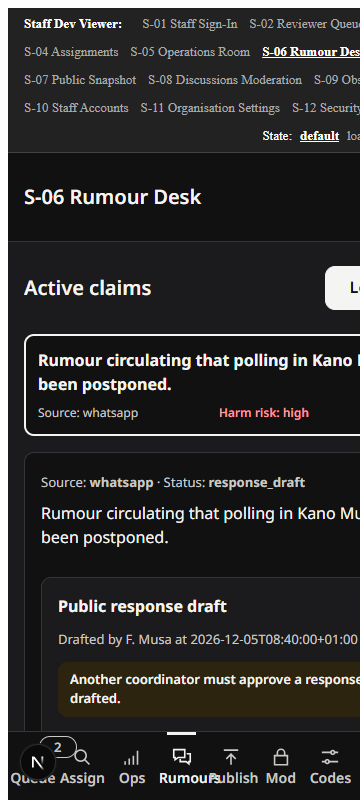 Staff Dev Viewer: S-01 Staff Sign-In S-02 Reviewer Queue
S-04 Assignments S-05 Operations Room S-06 Rumour Des
S-07 Public Snapshot S-08 Discussions Moderation S-09 Obs
S-10 Staff Accounts S-11 Organisation Settings S-12 Security
State: default loa
S-06 Rumour Desk
Active claims
Rumour circulating that polling in Kano
been postponed.
Source: whatsapp Harm risk: high
Source: whatsapp · Status: response_draft
Rumour circulating that polling in Kano Mu
been postponed.
Public response draft
Drafted by F. Musa at 2026-12-05T08:40:00+01:00
Another coordinator must approve a response
drafted.
N 2
Queue Assign Ops Rumours Publish Mod Codes